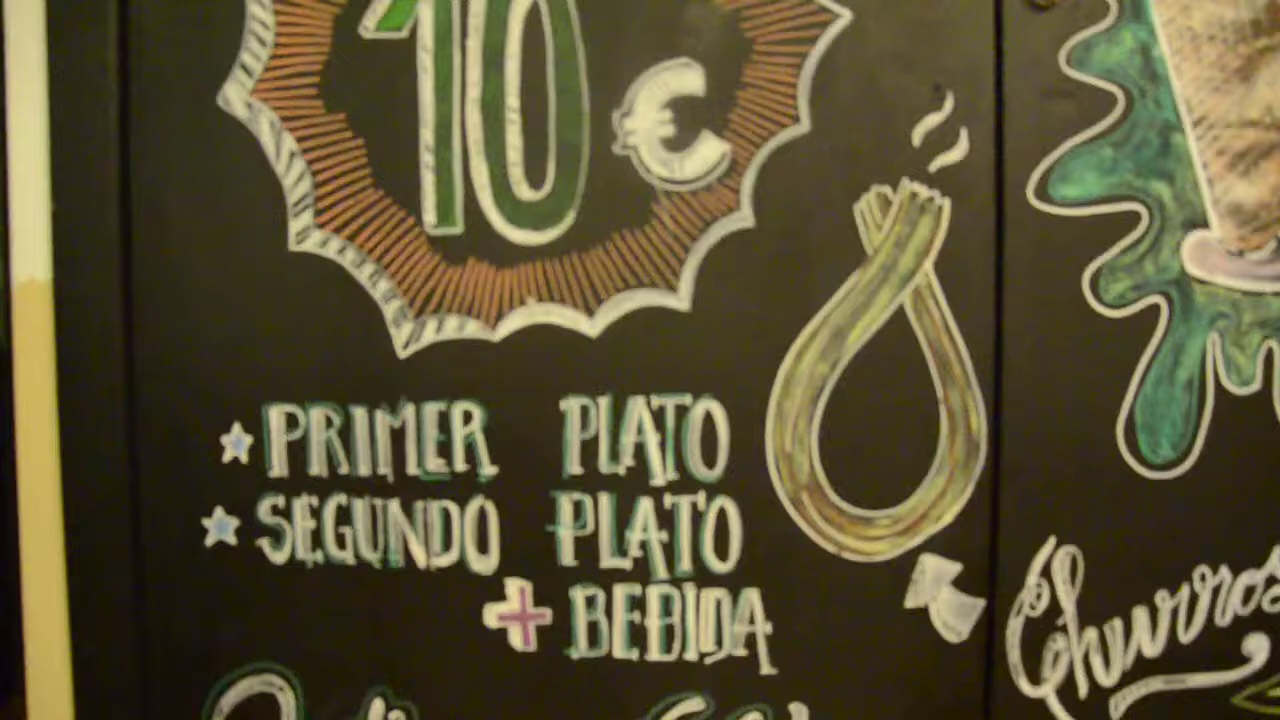 10 €
PRIMER PLATO
SEGUNDO PLATO
+ BEBIDA
Churros